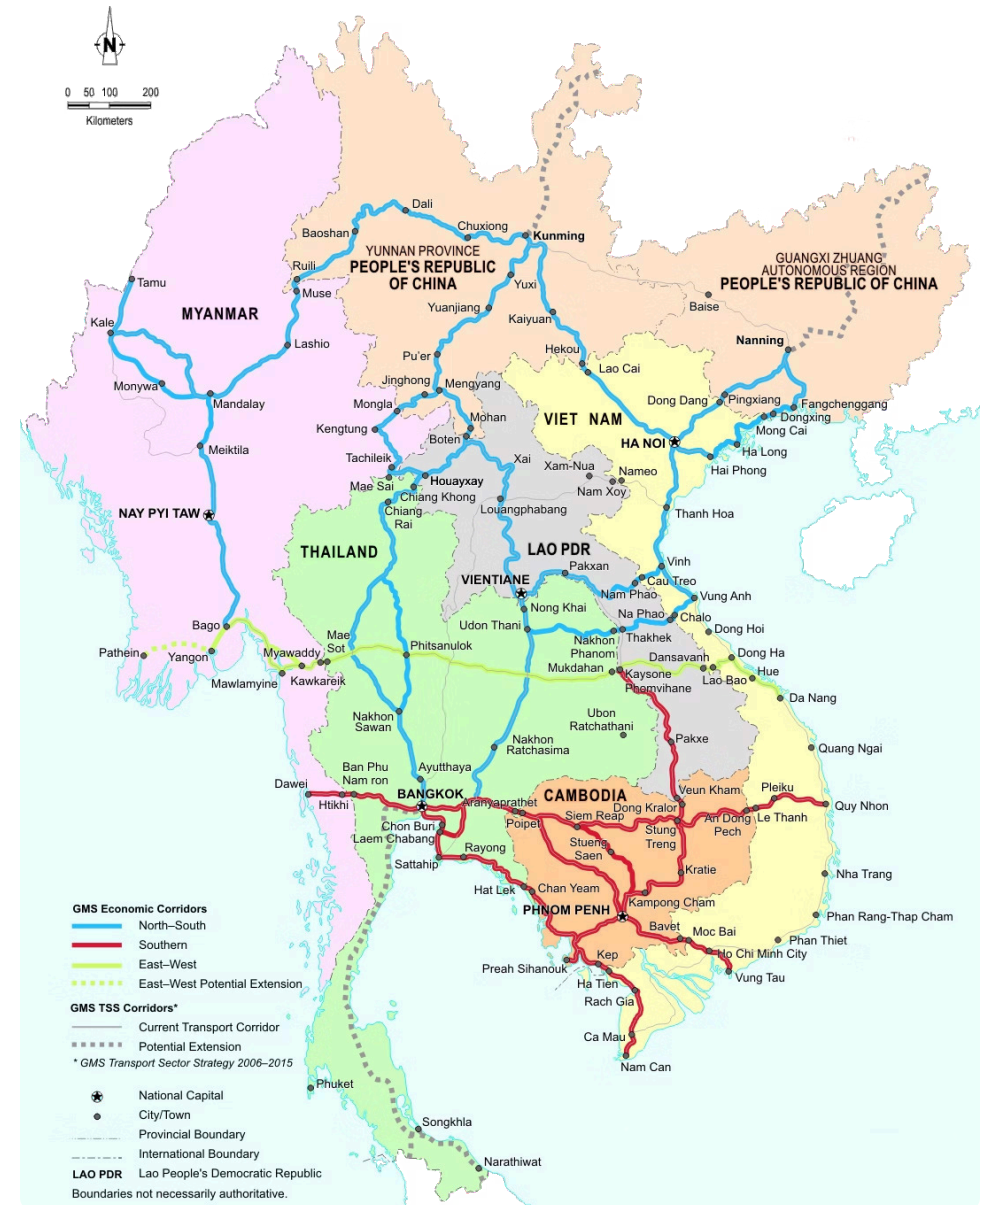 N
0 50 100 200
Kilometers
Dali
Chuxiong
Baoshan
Kunming
YUNNAN PROVINCE
PEOPLE'S REPUBLIC
OF CHINA
GUANGXI ZHUANG
AUTONOMOUS REGION
PEOPLE'S REPUBLIC OF CHINA
Ruili
Muse
Tamu
Yuxi
Baise
MYANMAR
Yuanjiang
Kaiyuan
Kale
Lashio
Nanning
Pu'er
Hekou
Lao Cai
Monywa
Jinghong
Mengyang
Mandalay
Mongla
Dong Dang
Pingxiang
Fangchenggang
Dongxing
Mong Cai
VIET NAM
Mohan
Kengtung
Boten
HA NOI
Ha Long
Meiktila
Tachileik
Xai
Xam-Nua
Nameo
Hai Phong
Mae Sai
Houayxay
Chiang Khong
Nam Xoy
Chiang
Rai
Louangphabang
Thanh Hoa
NAY PYI TAW
THAILAND
LAO PDR
Pakxan
Vinh
VIENTIANE
Cau Treo
Nam Phao
Vung Anh
Nong Khai
Na Phao
Chalo
Bago
Udon Thani
Thakhek
Dong Hoi
Mae
Sot
Nakhon
Phanom
Pathein
Yangon
Myawaddy
Phitsanulok
Dansavanh
Dong Ha
Mukdahan
Kaysone
Phomvihane
Lao Bao
Hue
Mawlamyine
Kawkareik
Da Nang
Nakhon
Sawan
Ubon
Ratchathani
Nakhon
Ratchasima
Pakxe
Quang Ngai
Ban Phu
Nam ron
Ayutthaya
Dawei
Htikhi
BANGKOK
Aranyaprathet
CAMBODIA
Veun Kham
Pleiku
Dong Kralor
Quy Nhon
Poipet
Siem Reap
An Dong
Pech
Le Thanh
Chon Buri
Laem Chabang
Stung
Treng
Stueng
Saen
Rayong
Sattahip
Kratie
Nha Trang
Hat Lek
Chan Yeam
Kampong Cham
PHNOM PENH
Phan Rang-Thap Cham
Bavet
Moc Bai
Phan Thiet
Ho Chi Minh City
Kep
Preah Sihanouk
Vung Tau
Ha Tien
Rach Gia
Ca Mau
Nam Can
Phuket
Songkhla
Narathiwat
GMS Economic Corridors
North–South
Southern
East–West
East–West Potential Extension
GMS TSS Corridors*
Current Transport Corridor
Potential Extension
* GMS Transport Sector Strategy 2006–2015
National Capital
City/Town
Provincial Boundary
International Boundary
LAO PDR Lao People's Democratic Republic
Boundaries not necessarily authoritative.